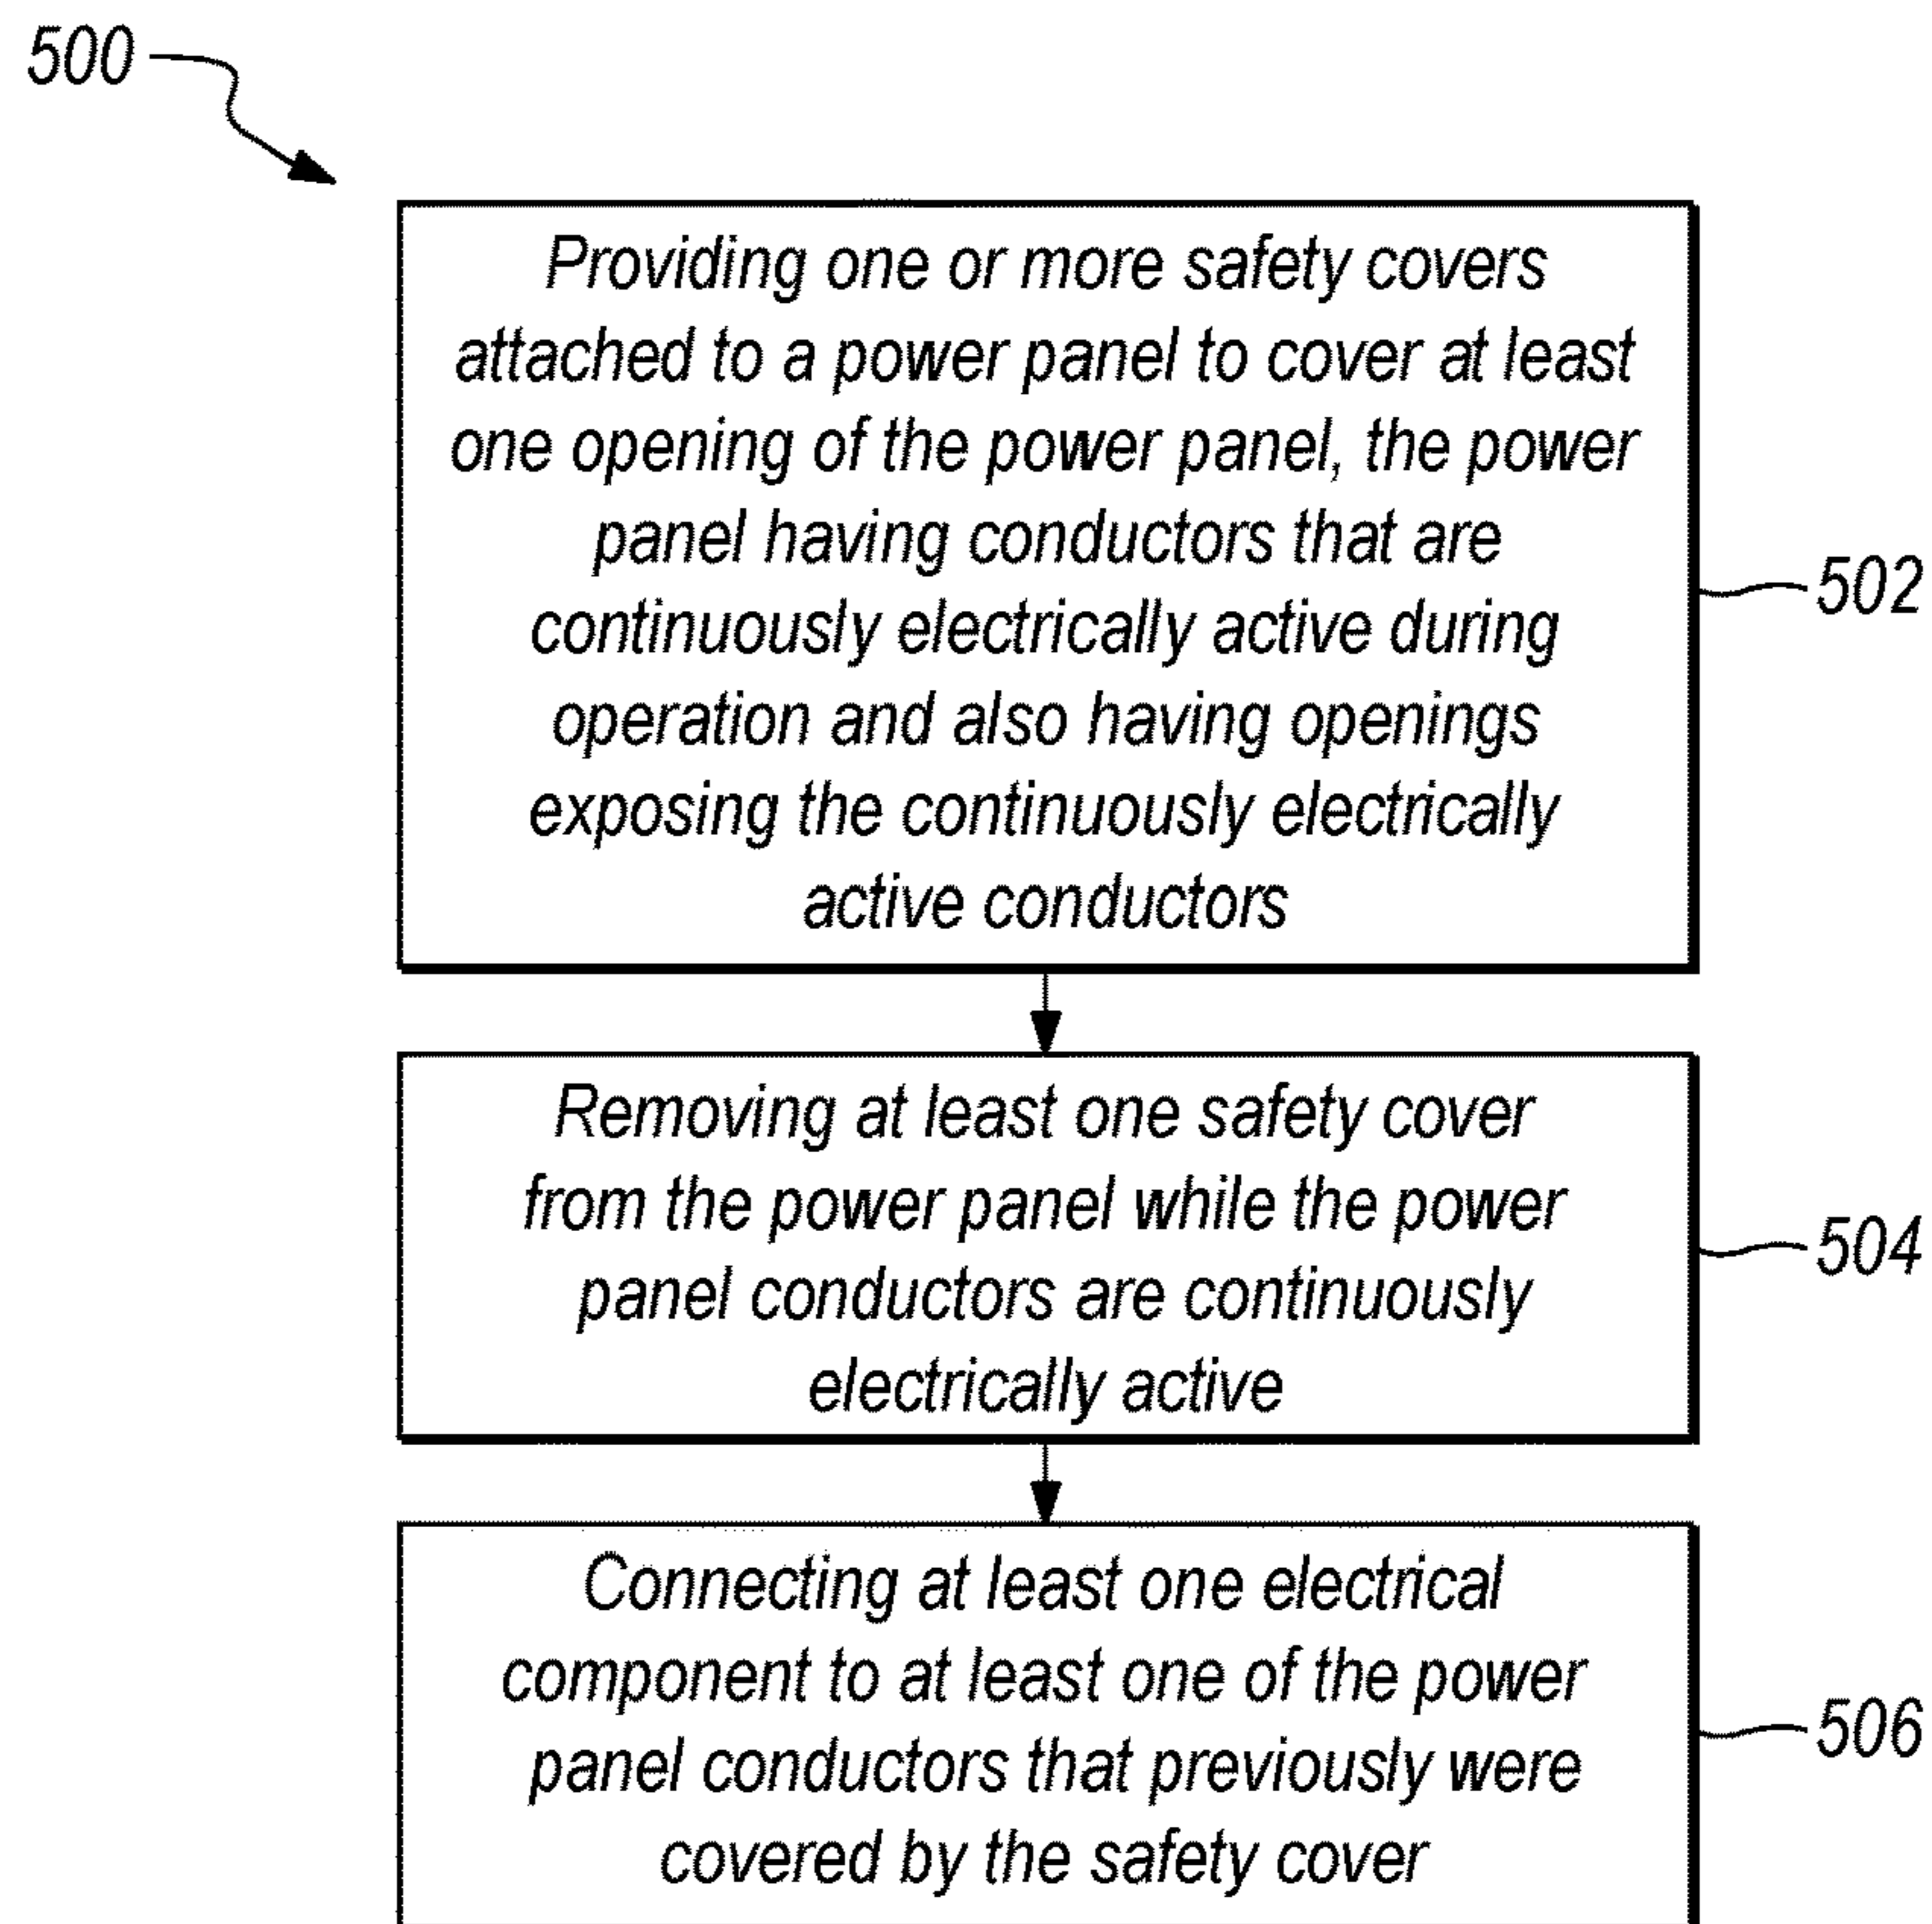 500
Providing one or more safety covers
attached to a power panel to cover at least
one opening of the power panel, the power
panel having conductors that are
continuously electrically active during
operation and also having openings
exposing the continuously electrically
active conductors
502
Removing at least one safety cover
from the power panel while the power
panel conductors are continuously
electrically active
504
Connecting at least one electrical
component to at least one of the power
panel conductors that previously were
covered by the safety cover
506